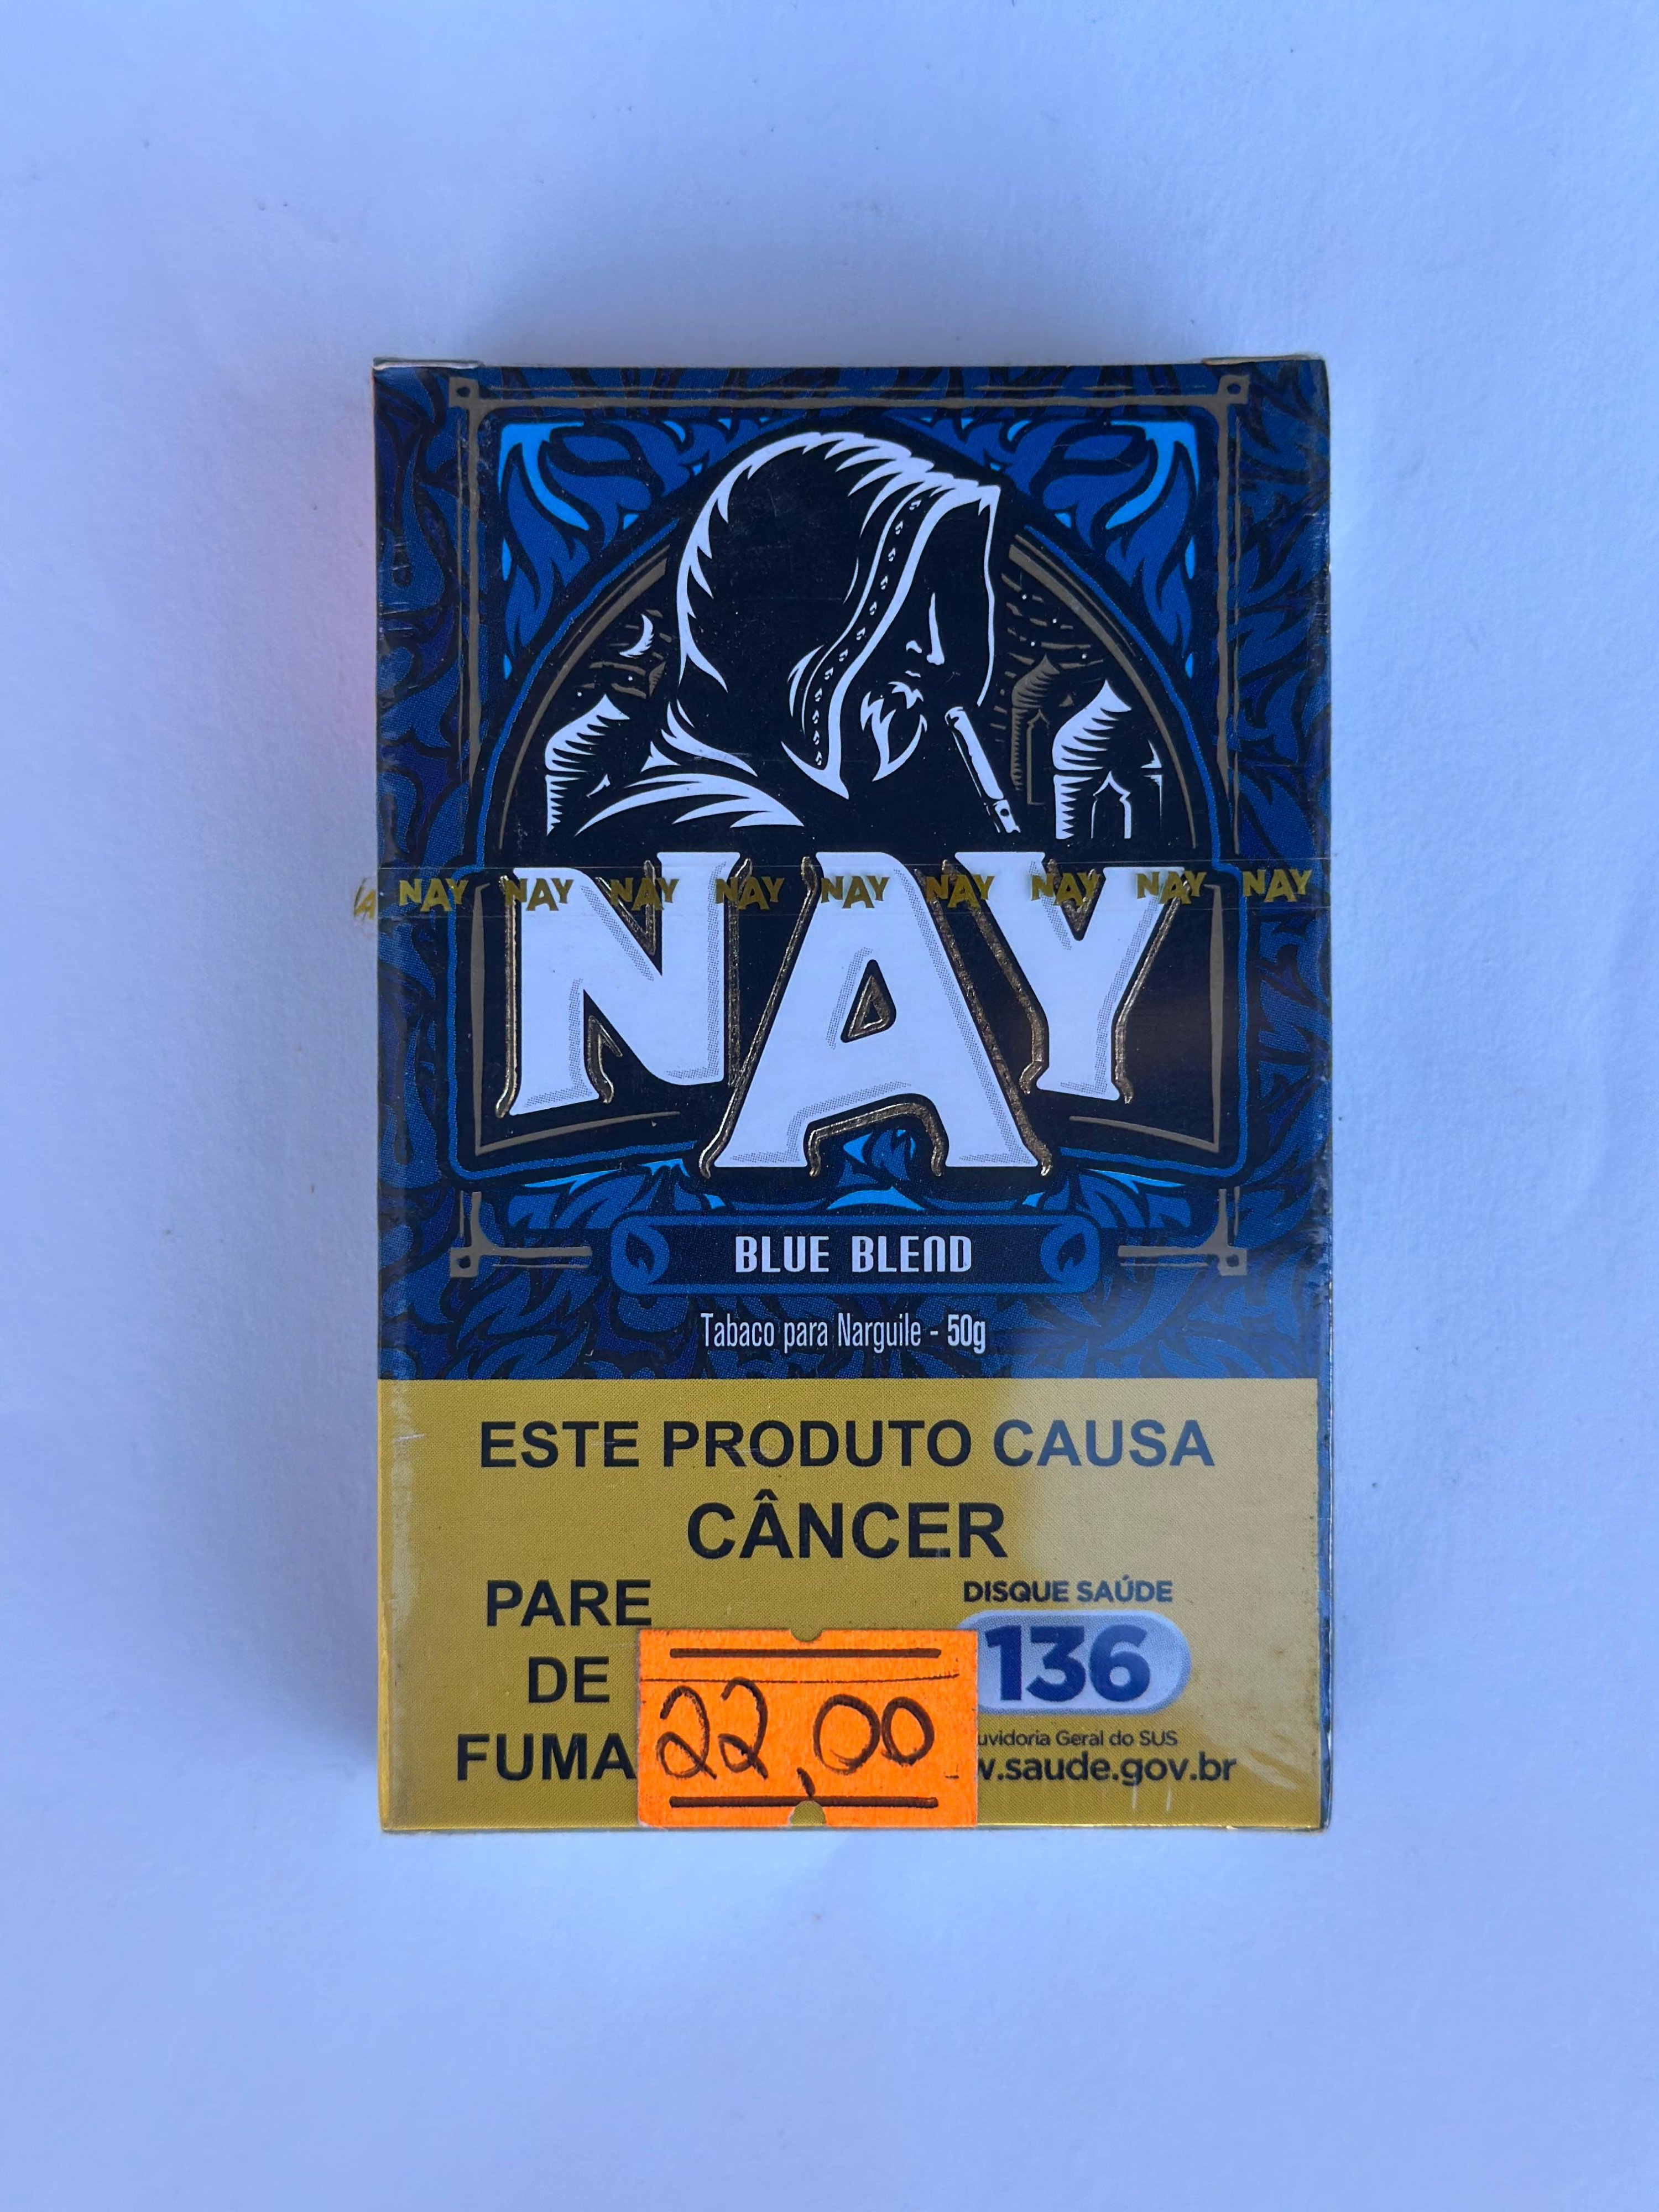 NAY NAY NAY NAY NAY NAY NAY NAY NAY
NAY
BLUE BLEND
Tabaco para Narguile - 50g
ESTE PRODUTO CAUSA
CÂNCER
PARE
DE
FUMA
DISQUE SAÚDE
136
uvidoria Geral do SUS
.saude.gov.br
22,00